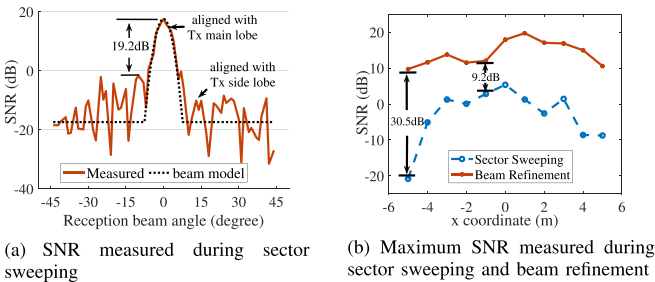 20
0
-20
-40
SNR (dB)
19.2dB
aligned with
Tx main lobe
aligned with
Tx side lobe
Measured
beam model
-45
-30
-15
0
15
30
45
Reception beam angle (degree)
(a) SNR measured during sector
sweeping
20
10
0
-10
-20
SNR (dB)
30.5dB
9.2dB
Sector Sweeping
Beam Refinement
-6
-4
-2
0
2
4
6
x coordinate (m)
(b) Maximum SNR measured during
sector sweeping and beam refinement